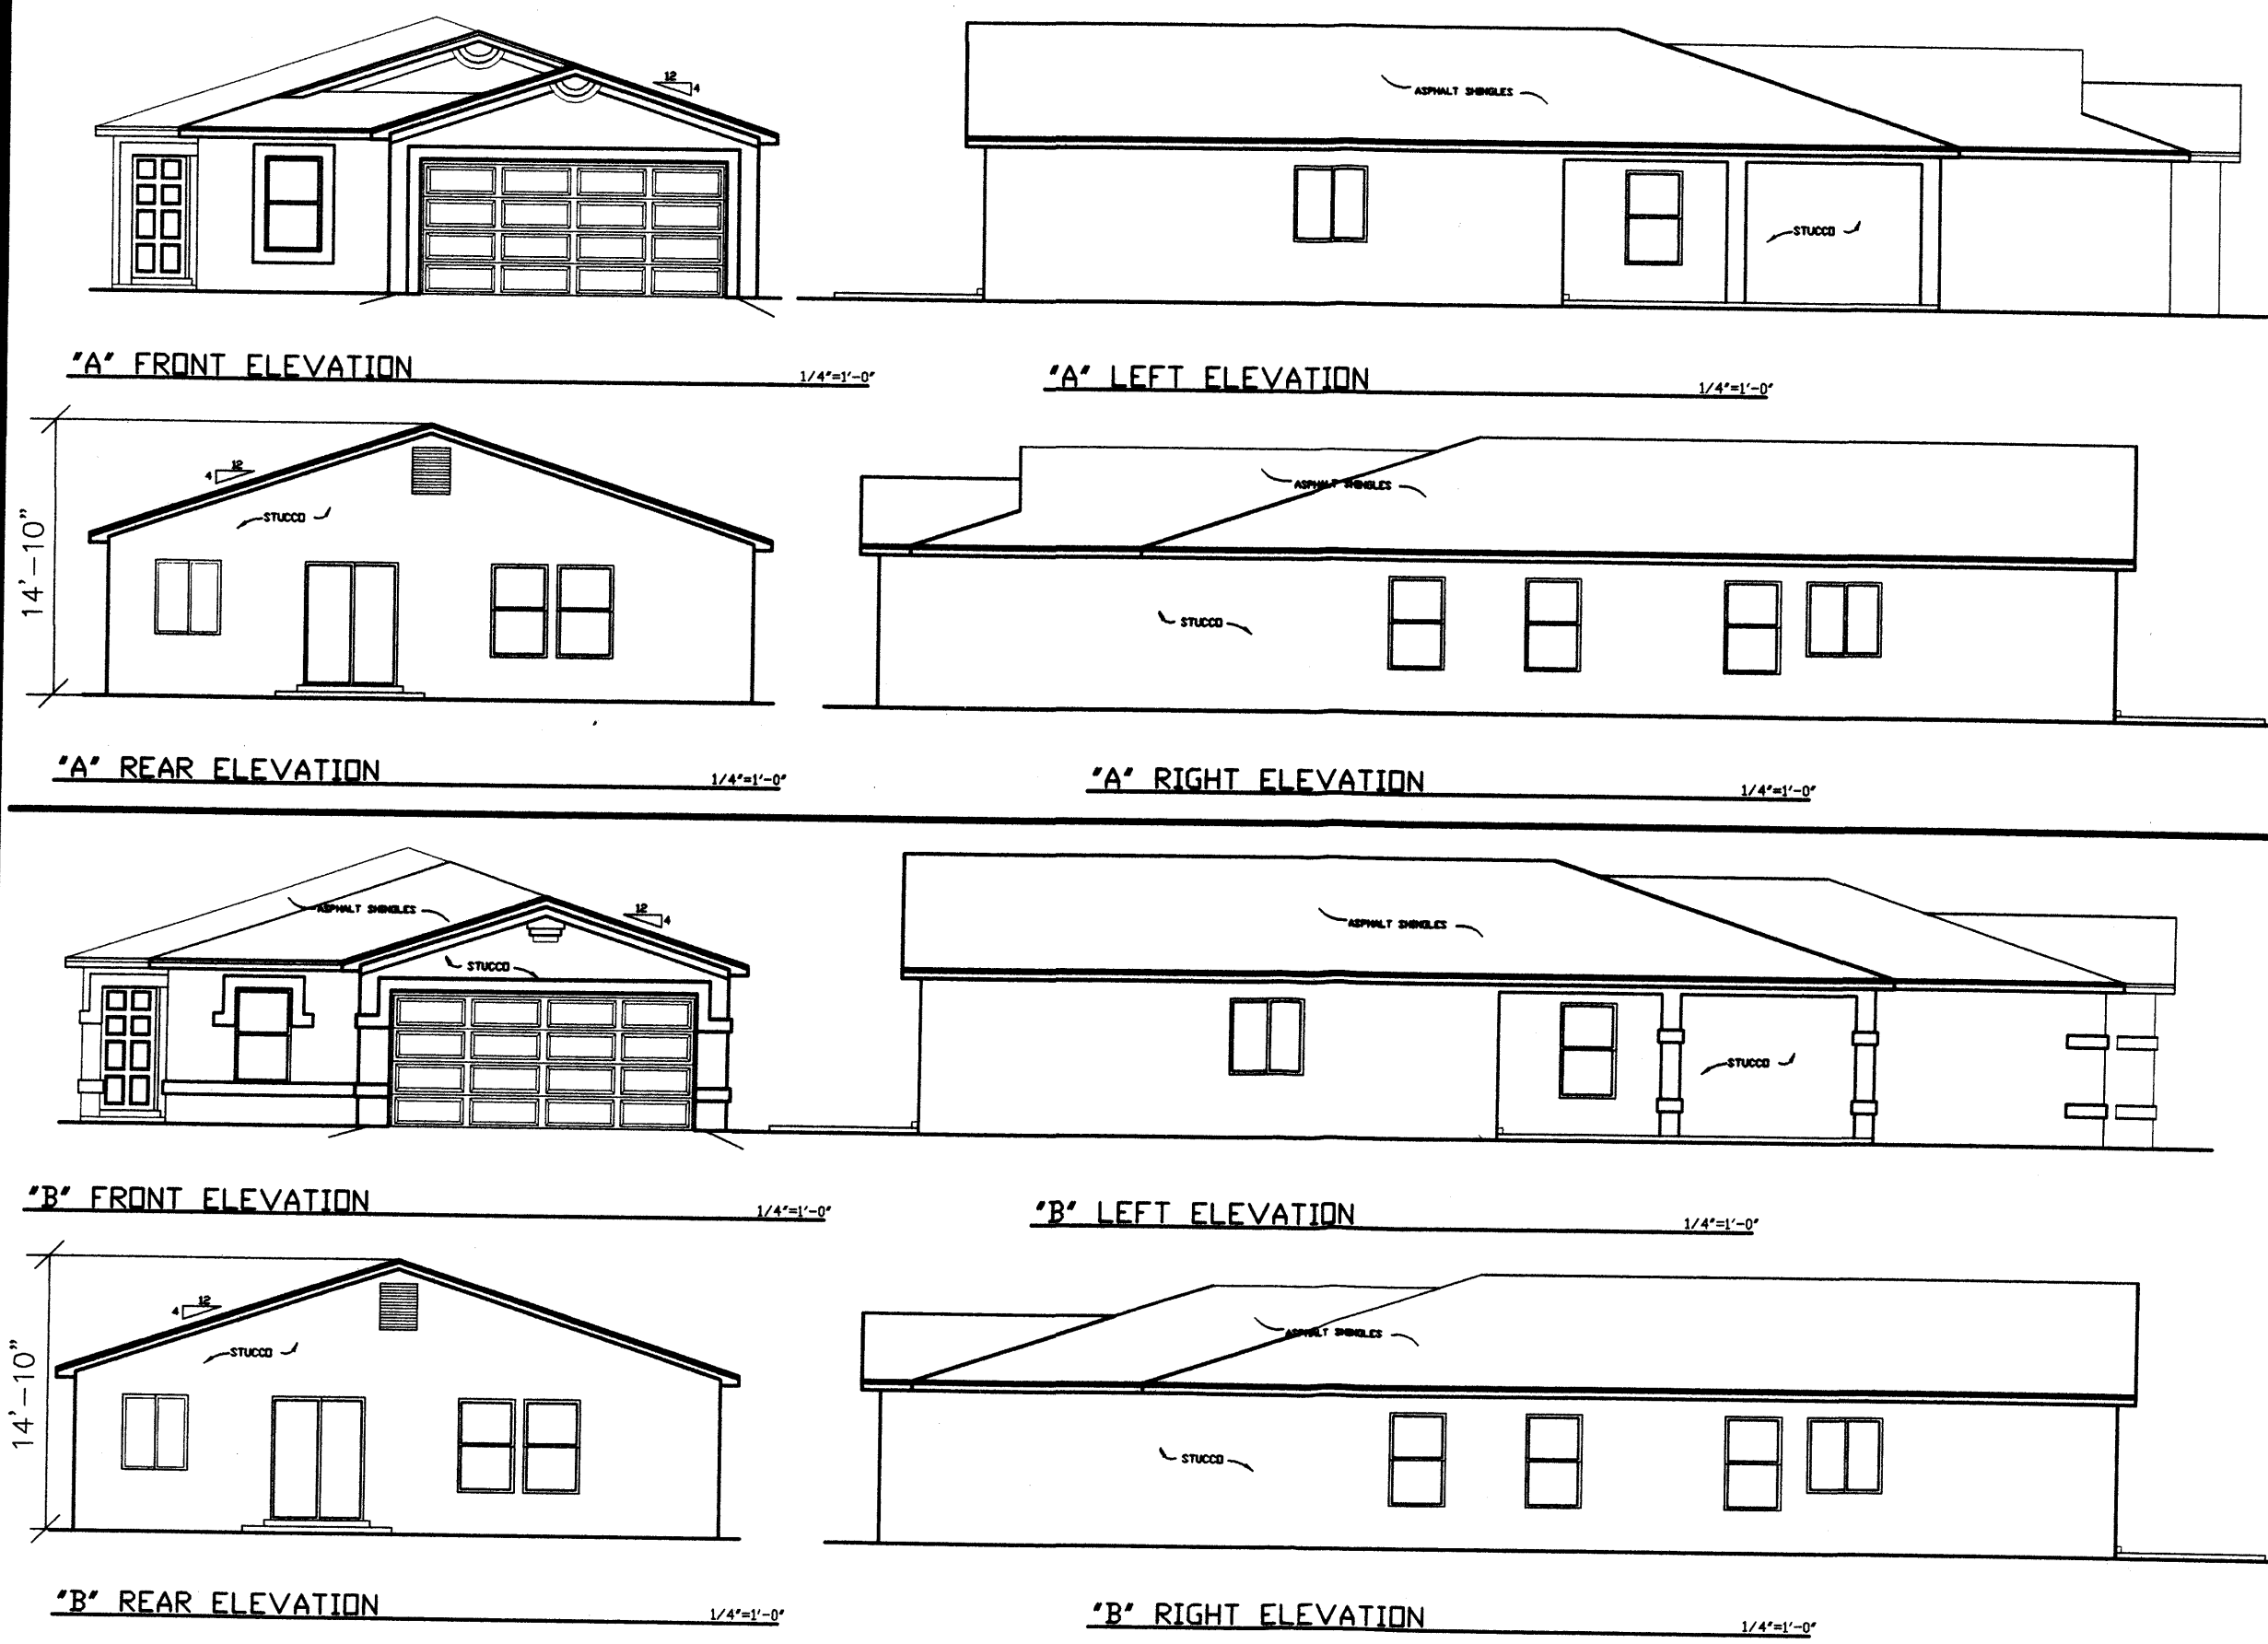 12
4
ASPHALT SHINGLES
STUCCO
"A" FRONT ELEVATION 1/4"=1'-0"
"A" LEFT ELEVATION 1/4"=1'-0"
14'-10"
12
4
STUCCO
ASPHALT SHINGLES
STUCCO
"A" REAR ELEVATION 1/4"=1'-0"
"A" RIGHT ELEVATION 1/4"=1'-0"
ASPHALT SHINGLES
12
4
STUCCO
ASPHALT SHINGLES
STUCCO
"B" FRONT ELEVATION 1/4"=1'-0"
"B" LEFT ELEVATION 1/4"=1'-0"
14'-10"
12
4
STUCCO
ASPHALT SHINGLES
STUCCO
"B" REAR ELEVATION 1/4"=1'-0"
"B" RIGHT ELEVATION 1/4"=1'-0"